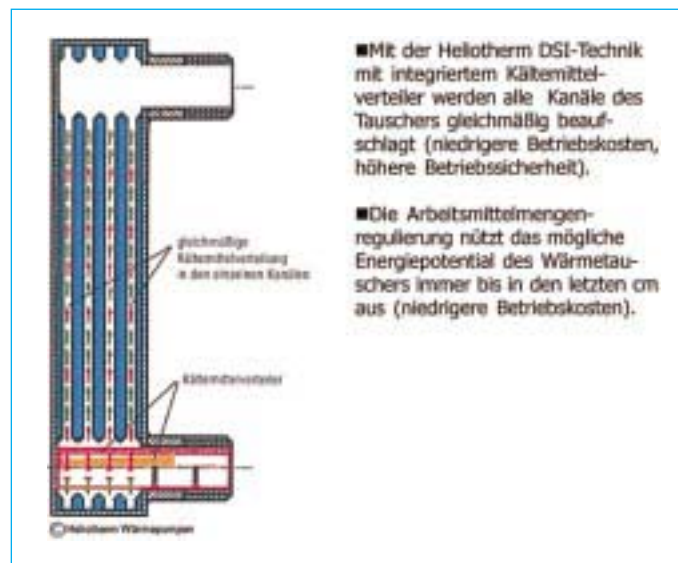 ■Mit der Heliotherm DSI-Technik
mit integriertem Kältemittel-
verteiler werden alle Kanäle des
Tauschers gleichmäßig beauf-
schlagt (niedrigere Betriebskosten,
höhere Betriebssicherheit).
■Die Arbeitsmittelmengen-
regulierung nützt das mögliche
Energiepotential des Wärmetau-
schers immer bis in den letzten cm
aus (niedrigere Betriebskosten).
gleichmäßige
Kältemittelverteilung
in den einzelnen Kanälen
Kältemittelverteiler
© Heliotherm Wärmepumpen